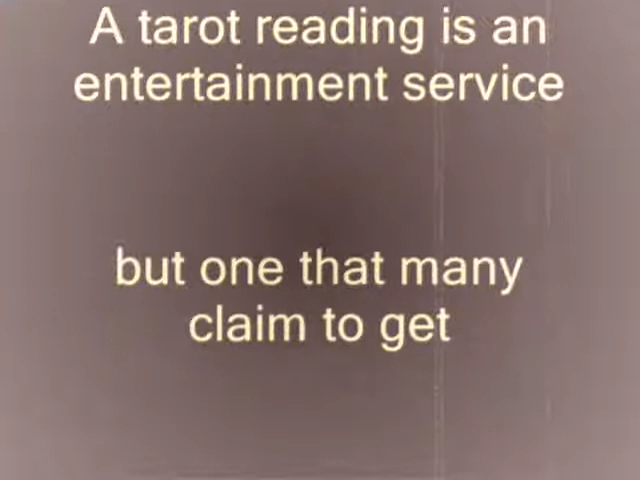 A tarot reading is an
entertainment service
but one that many
claim to get